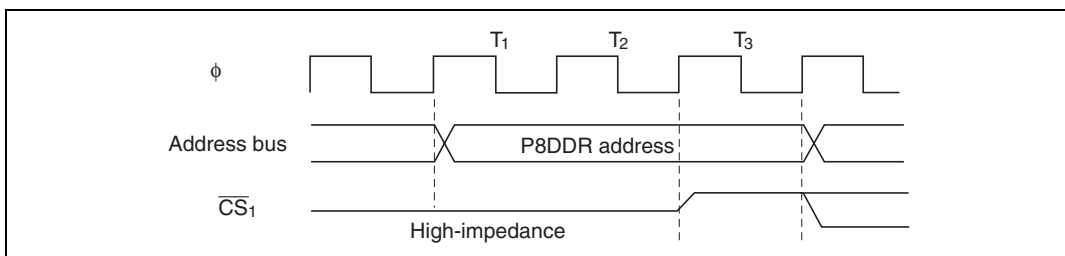 T1 T2 T3
φ
Address bus P8DDR address
CS1
High-impedance